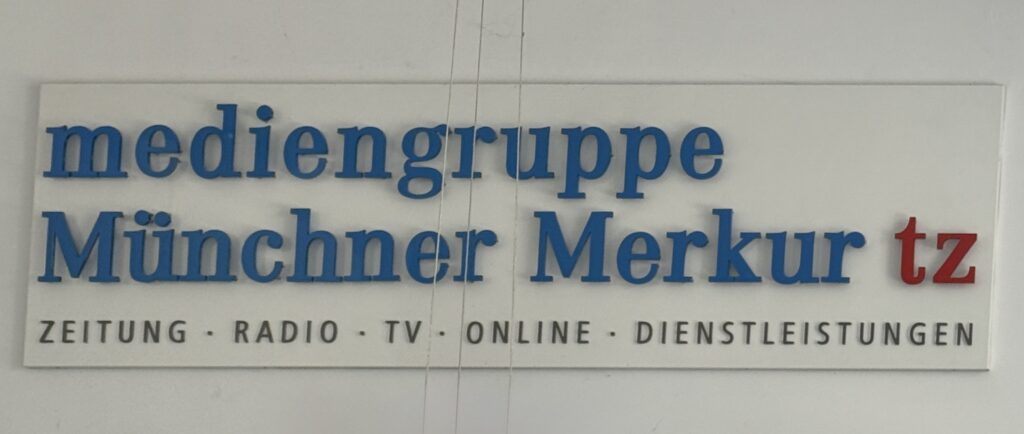 mediengruppe
Münchner Merkur tz
ZEITUNG · RADIO · TV · ONLINE · DIENSTLEISTUNGEN